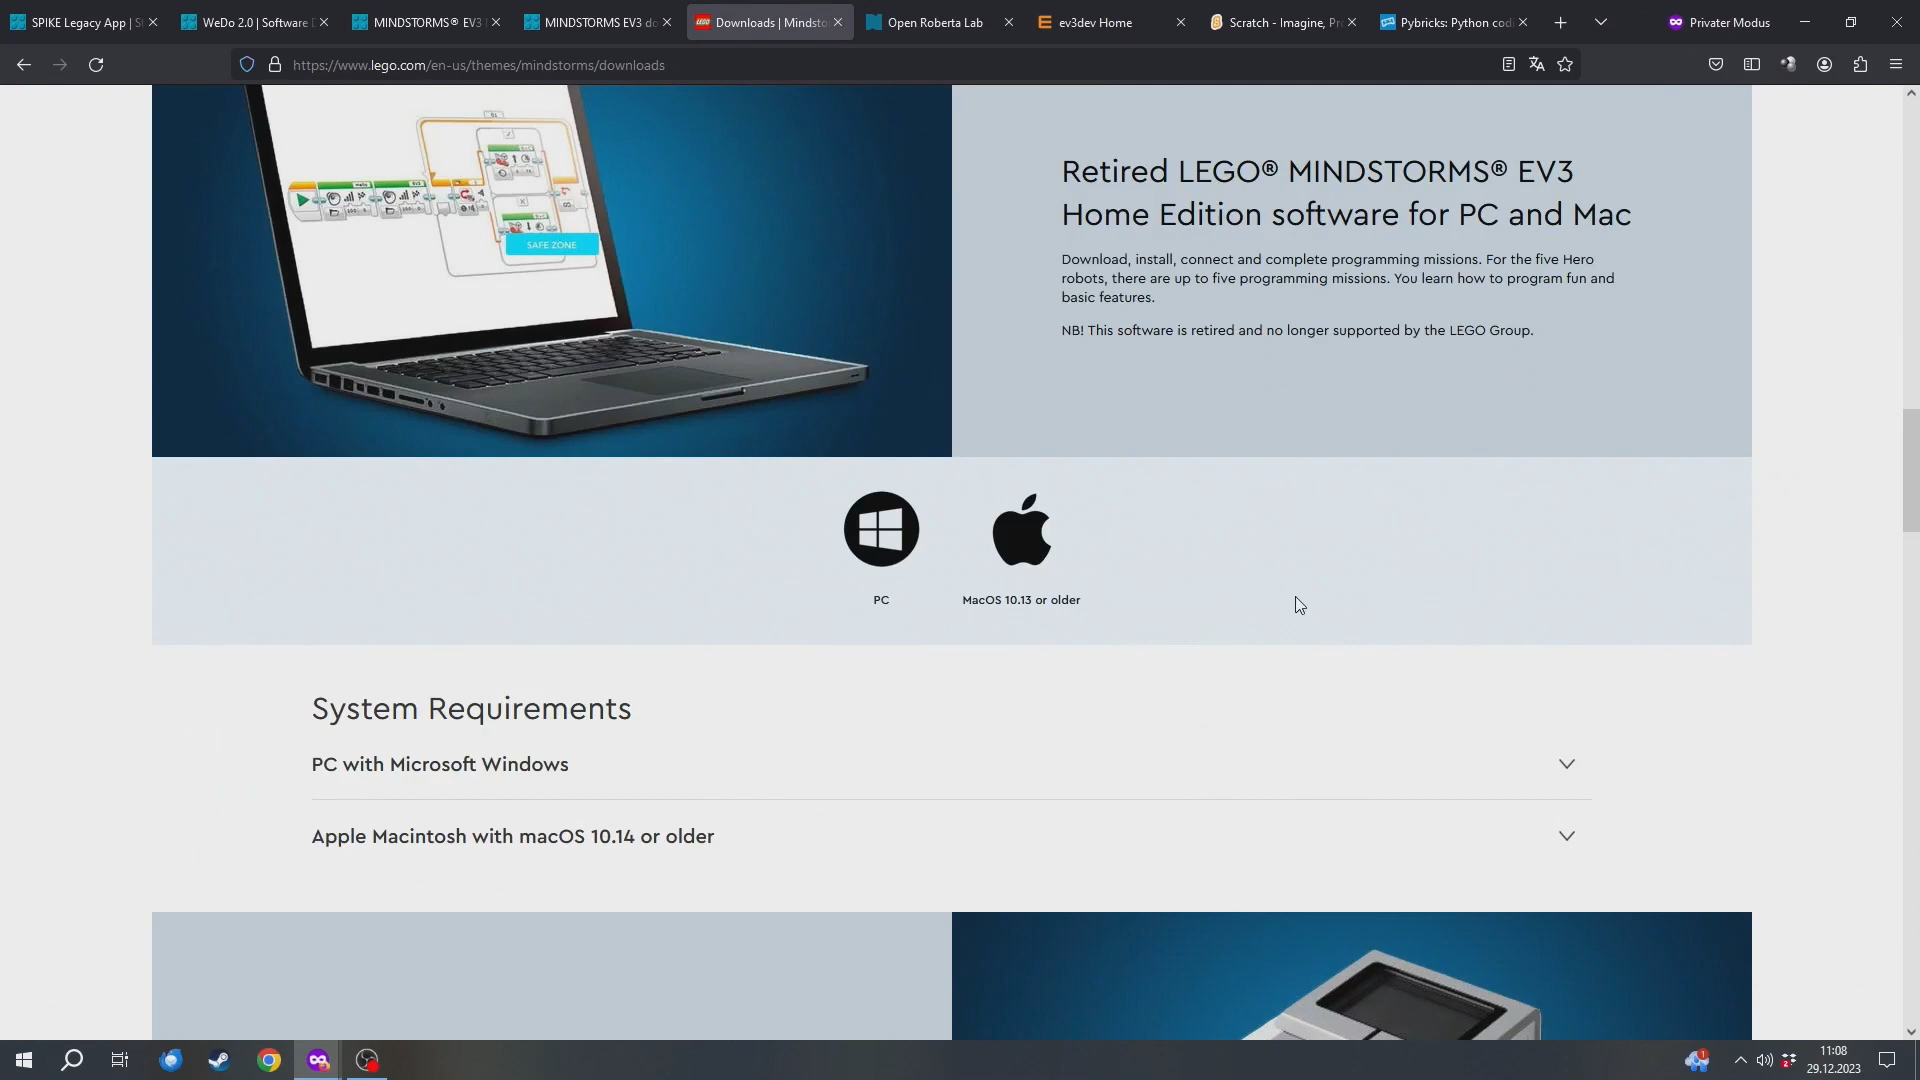 SPIKE Legacy App | S
WeDo 2.0 | Software D
MINDSTORMS® EV3
MINDSTORMS EV3 do
Downloads | Mindsto
Open Roberta Lab
ev3dev Home
Scratch - Imagine, Pr
Pybricks: Python codi
Privater Modus
https://www.lego.com/en-us/themes/mindstorms/downloads
SAFE ZONE
Retired LEGO® MINDSTORMS® EV3
Home Edition software for PC and Mac
Download, install, connect and complete programming missions. For the five Hero
robots, there are up to five programming missions. You learn how to program fun and
basic features.
NB! This software is retired and no longer supported by the LEGO Group.
PC
MacOS 10.13 or older
System Requirements
PC with Microsoft Windows
Apple Macintosh with macOS 10.14 or older
11:08
29.12.2023